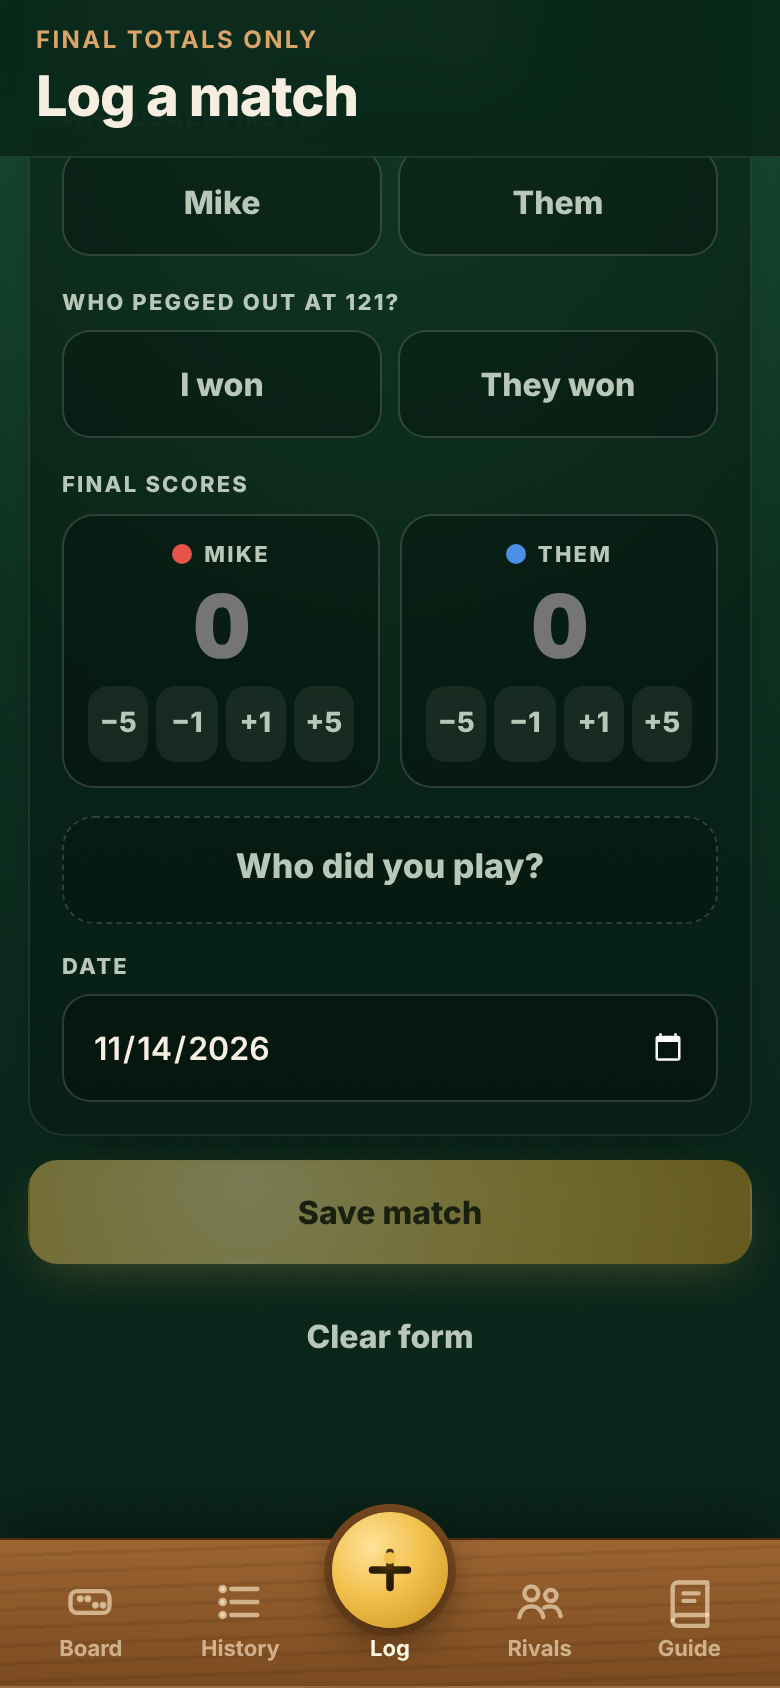 FINAL TOTALS ONLY
Log a match
Mike
Them
WHO PEGGED OUT AT 121?
I won
They won
FINAL SCORES
MIKE
THEM
0
0
−5 −1 +1 +5
−5 −1 +1 +5
Who did you play?
DATE
11/14/2026
Save match
Clear form
Board
History
Log
Rivals
Guide